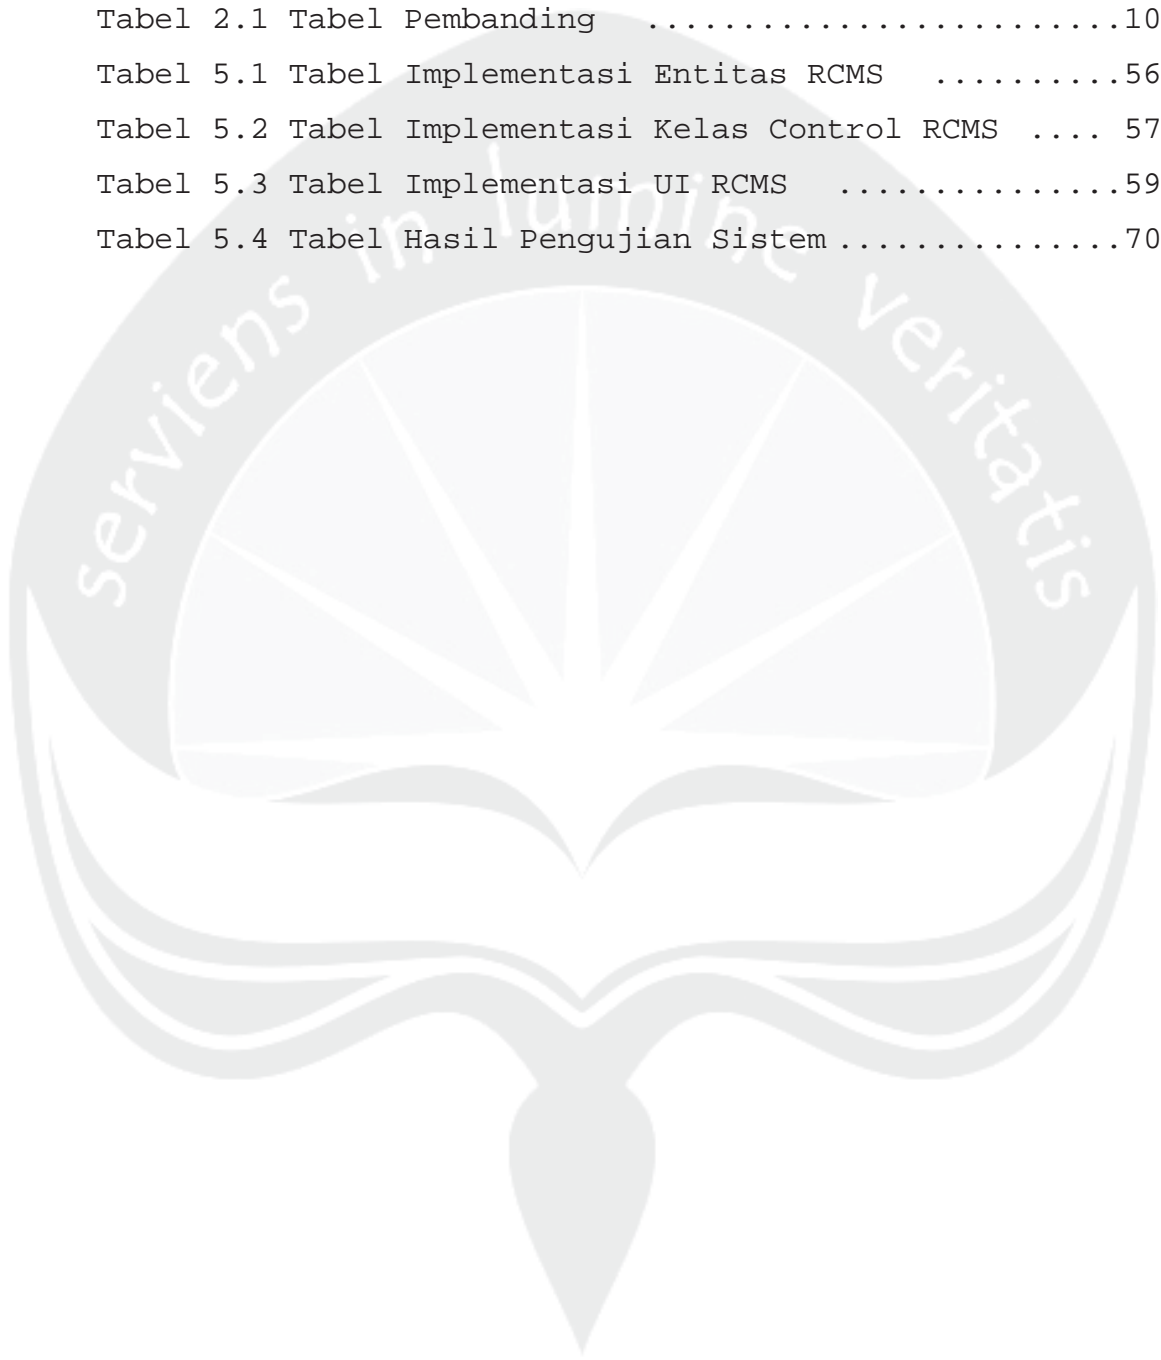 Tabel 2.1 Tabel Pembanding .........................10
Tabel 5.1 Tabel Implementasi Entitas RCMS ..........56
Tabel 5.2 Tabel Implementasi Kelas Control RCMS .... 57
Tabel 5.3 Tabel Implementasi UI RCMS ...............59
Tabel 5.4 Tabel Hasil Pengujian Sistem ...............70
serviens in lumine veritatis